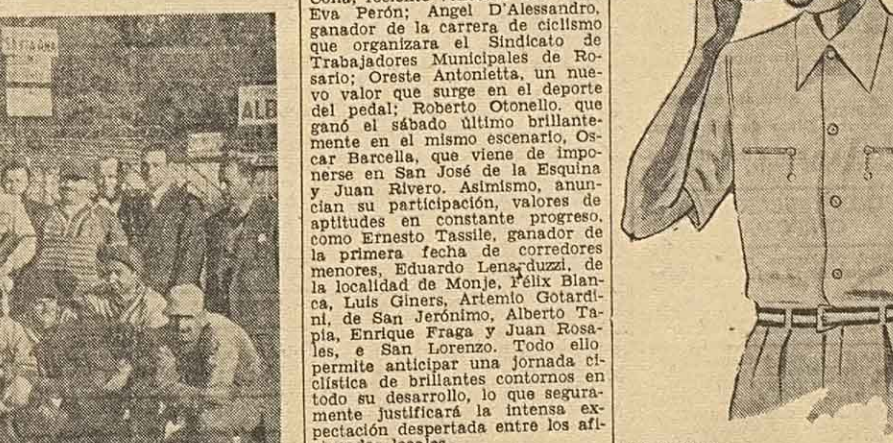 SANTA ANA
ALB
Eva Perón; Angel D'Alessandro,
ganador de la carrera de ciclismo
que organizara el Sindicato de
Trabajadores Municipales de Ro-
sario; Oreste Antonietta, un nue-
vo valor que surge en el deporte
del pedal; Roberto Otonello, que
ganó el sábado último brillante-
mente en el mismo escenario, Os-
car Barcella, que viene de impo-
nerse en San José de la Esquina
y Juan Rivero. Asimismo, anun-
cian su participación, valores de
aptitudes en constante progreso,
como Ernesto Tassile, ganador de
la primera fecha de corredores
menores, Eduardo Lenarduzzi, de
la localidad de Monje, Félix Blan-
ca, Luis Giners, Artemio Gotardi-
ni, de San Jerónimo, Alberto Ta-
pia, Enrique Fraga y Juan Rosa-
les, e San Lorenzo. Todo ello
permite anticipar una jornada ci-
clística de brillantes contornos en
todo su desarrollo, lo que segura-
mente justificará la intensa ex-
pectación despertada entre los afi-